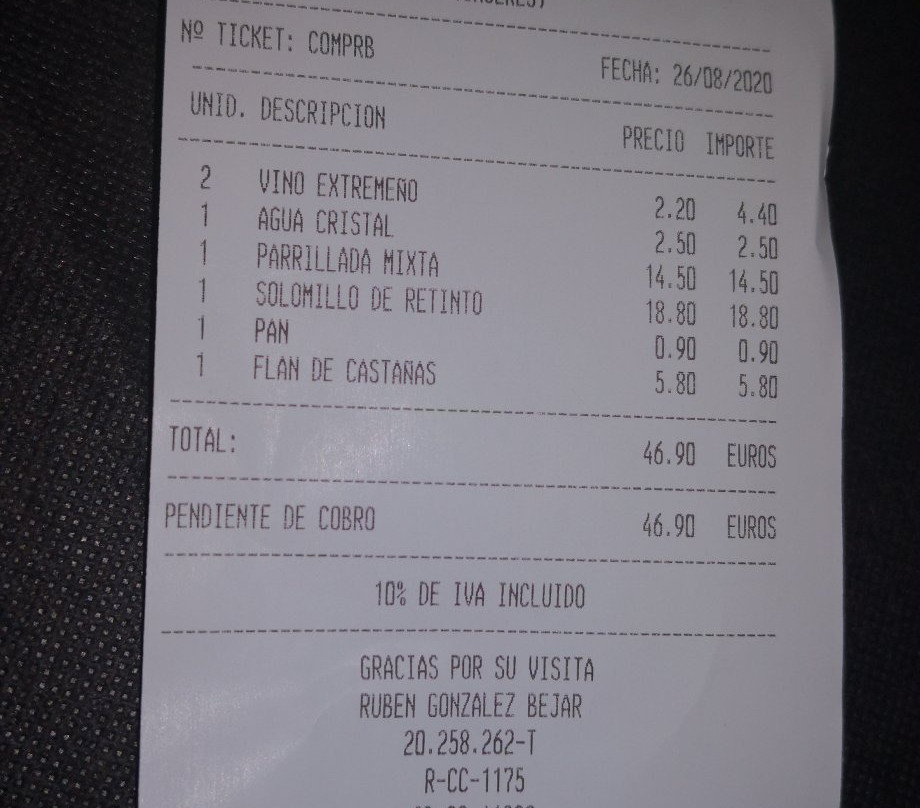 Nº TICKET: COMPRB FECHA: 26/08/2020
UNID. DESCRIPCION PRECIO IMPORTE
2 VINO EXTREMEÑO 2.20 4.40
1 AGUA CRISTAL 2.50 2.50
1 PARRILLADA MIXTA 14.50 14.50
1 SOLOMILLO DE RETINTO 18.80 18.80
1 PAN 0.90 0.90
1 FLAN DE CASTAÑAS 5.80 5.80
TOTAL: 46.90 EUROS
PENDIENTE DE COBRO 46.90 EUROS
10% DE IVA INCLUIDO
GRACIAS POR SU VISITA
RUBEN GONZALEZ BEJAR
20.258.262-T
R-CC-1175